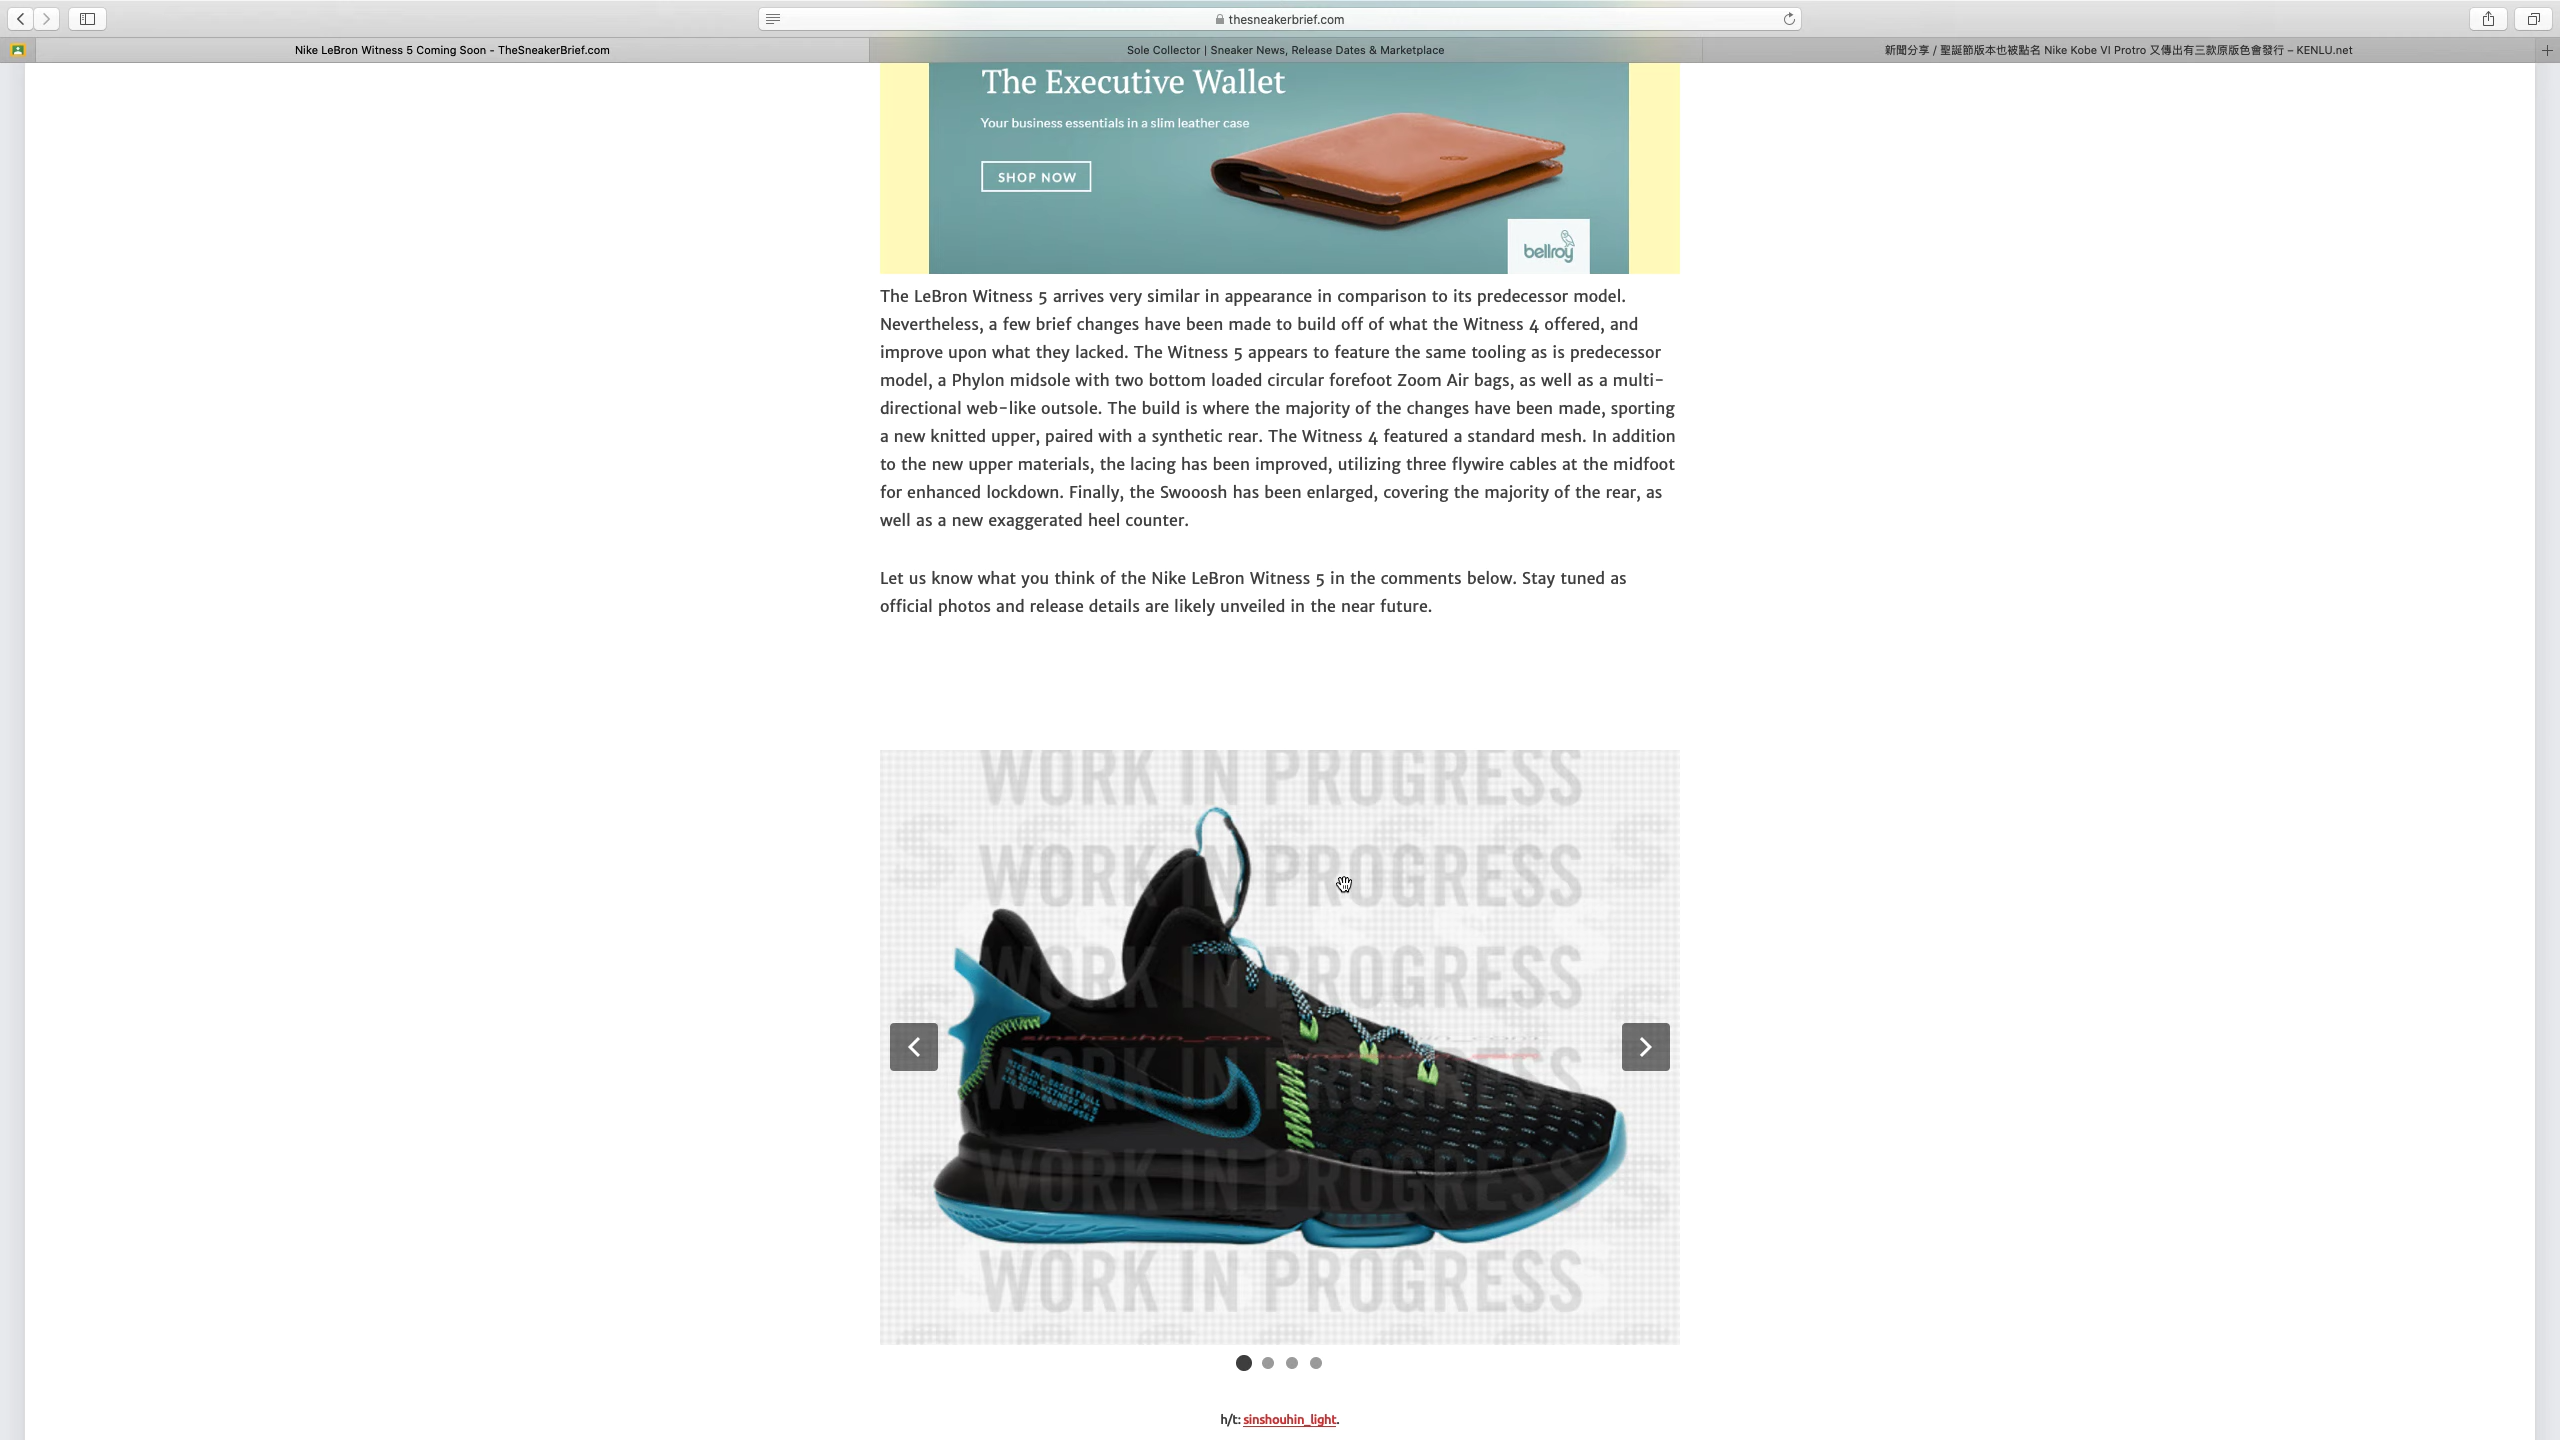 thesneakerbrief.com
Nike LeBron Witness 5 Coming Soon - TheSneakerBrief.com
Sole Collector | Sneaker News, Release Dates & Marketplace
新聞分享 / 聖誕節版本也被點名 Nike Kobe VI Protro 又傳出有三款原版色會發行 – KENLU.net
The Executive Wallet
Your business essentials in a slim leather case
SHOP NOW
bellroy
The LeBron Witness 5 arrives very similar in appearance in comparison to its predecessor model.
Nevertheless, a few brief changes have been made to build off of what the Witness 4 offered, and
improve upon what they lacked. The Witness 5 appears to feature the same tooling as is predecessor
model, a Phylon midsole with two bottom loaded circular forefoot Zoom Air bags, as well as a multi-
directional web-like outsole. The build is where the majority of the changes have been made, sporting
a new knitted upper, paired with a synthetic rear. The Witness 4 featured a standard mesh. In addition
to the new upper materials, the lacing has been improved, utilizing three flywire cables at the midfoot
for enhanced lockdown. Finally, the Swooosh has been enlarged, covering the majority of the rear, as
well as a new exaggerated heel counter.
Let us know what you think of the Nike LeBron Witness 5 in the comments below. Stay tuned as
official photos and release details are likely unveiled in the near future.
WORK IN PROGRESS
WORK IN PROGRESS
WORK IN PROGRESS
sinshouhin_com
WORK IN PROGRESS
NIKE.INC.BASKETBALL
WORK IN PROGRESS
WORK IN PROGRESS
h/t: sinshouhin_light.